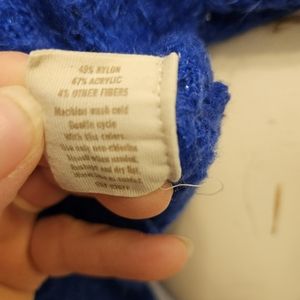 49% NYLON
47% ACRYLIC
4% OTHER FIBERS
Machine wash cold
Gentle cycle
With like colors
Use only non-chlorine
bleach when needed.
Reshape and dry flat